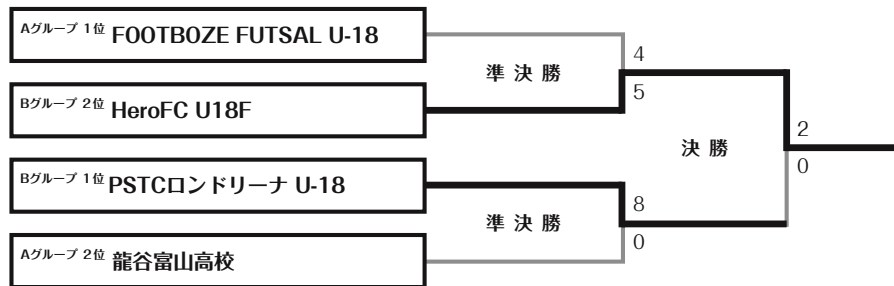 Aグループ 1位 FOOTBOZE FUTSAL U-18
4
準 決 勝
5
Bグループ 2位 HeroFC U18F
2
決 勝
0
Bグループ 1位 PSTCロンドリーナ U-18
8
準 決 勝
0
Aグループ 2位 龍谷富山高校